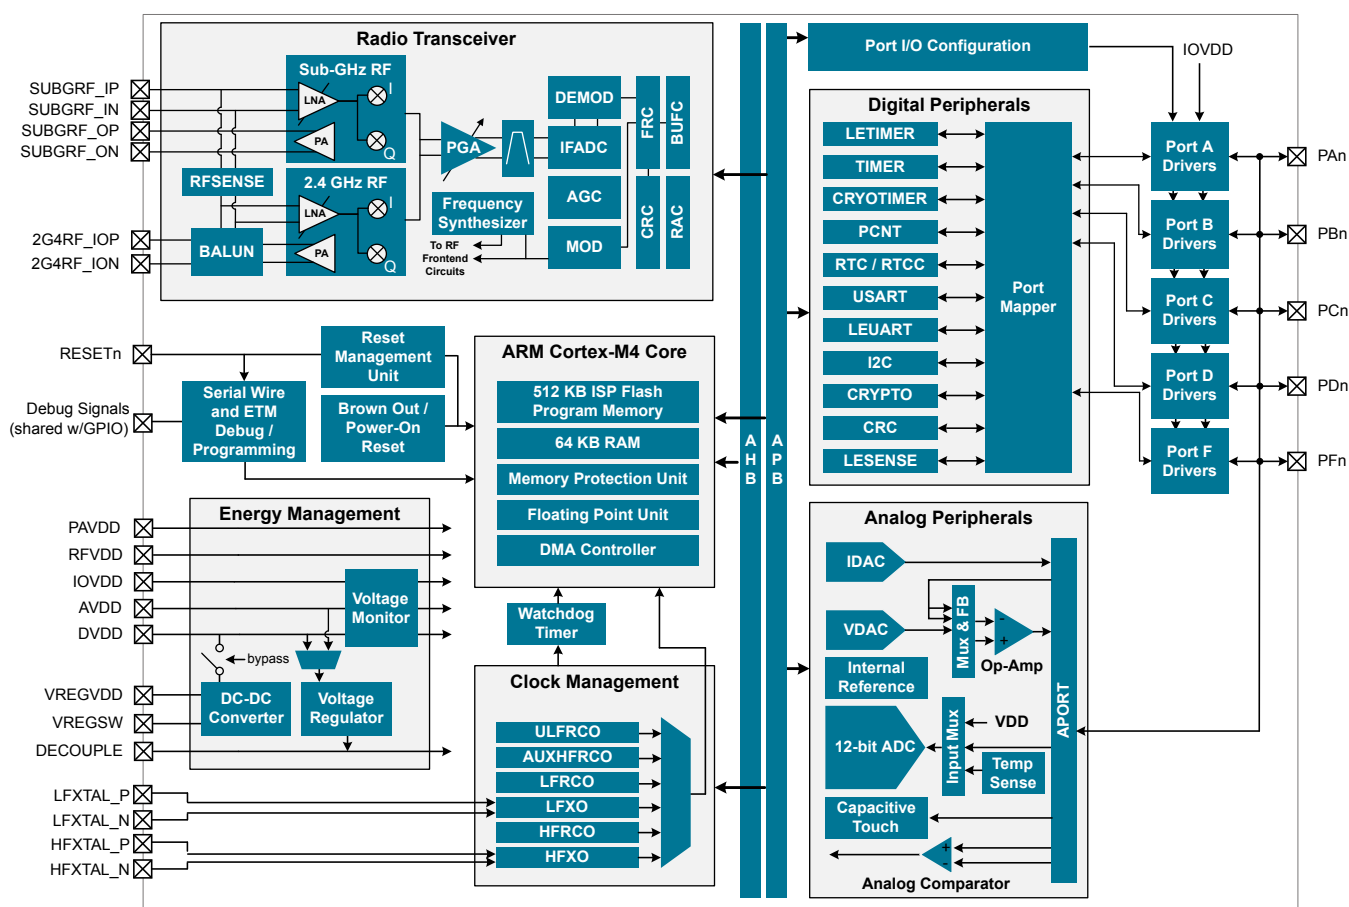 Radio Transceiver
SUBGRF_IP
SUBGRF_IN
SUBGRF_OP
SUBGRF_ON
2G4RF_IOP
2G4RF_ION
Sub-GHz RF
LNA
I
PA
Q
RFSENSE
2.4 GHz RF
LNA
I
PA
Q
BALUN
PGA
Frequency
Synthesizer
To RF
Frontend
Circuits
DEMOD
IFADC
AGC
MOD
FRC
BUFC
CRC
RAC
RESETn
Debug Signals
(shared w/GPIO)
Reset
Management
Unit
Serial Wire
and ETM
Debug /
Programming
Brown Out /
Power-On
Reset
ARM Cortex-M4 Core
512 KB ISP Flash
Program Memory
64 KB RAM
Memory Protection Unit
Floating Point Unit
DMA Controller
Watchdog
Timer
Energy Management
PAVDD
RFVDD
IOVDD
AVDD
DVDD
VREGVDD
VREGSW
DECOUPLE
Voltage
Monitor
bypass
DC-DC
Converter
Voltage
Regulator
Clock Management
ULFRCO
AUXHFRCO
LFRCO
LFXO
HFRCO
HFXO
LFXTAL_P
LFXTAL_N
HFXTAL_P
HFXTAL_N
AHB
APB
Port I/O Configuration
IOVDD
Digital Peripherals
LETIMER
TIMER
CRYOTIMER
PCNT
RTC / RTCC
USART
LEUART
I2C
CRYPTO
CRC
LESENSE
Port
Mapper
Port A
Drivers
Port B
Drivers
Port C
Drivers
Port D
Drivers
Port F
Drivers
PAn
PBn
PCn
PDn
PFn
Analog Peripherals
IDAC
VDAC
Mux & FB
-
+
Op-Amp
Internal
Reference
12-bit ADC
Input Mux
VDD
Temp
Sense
Capacitive
Touch
+
-
Analog Comparator
APORT